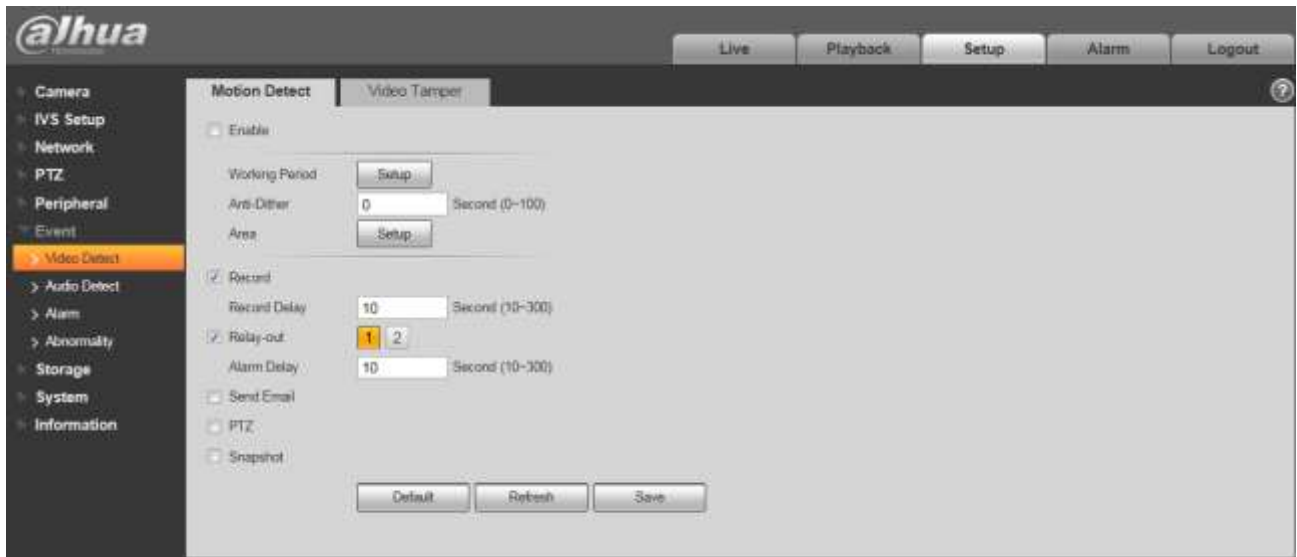 alhua
TECHNOLOGY
Live Playback Setup Alarm Logout
Camera
IVS Setup
Network
PTZ
Peripheral
Event
Video Detect
Audio Detect
Alarm
Abnormality
Storage
System
Information
Motion Detect Video Tamper ?
Enable
Working Period Setup
Anti-Dither 0 Second (0~100)
Area Setup
Record
Record Delay 10 Second (10~300)
Relay-out 1 2
Alarm Delay 10 Second (10~300)
Send Email
PTZ
Snapshot
Default Refresh Save